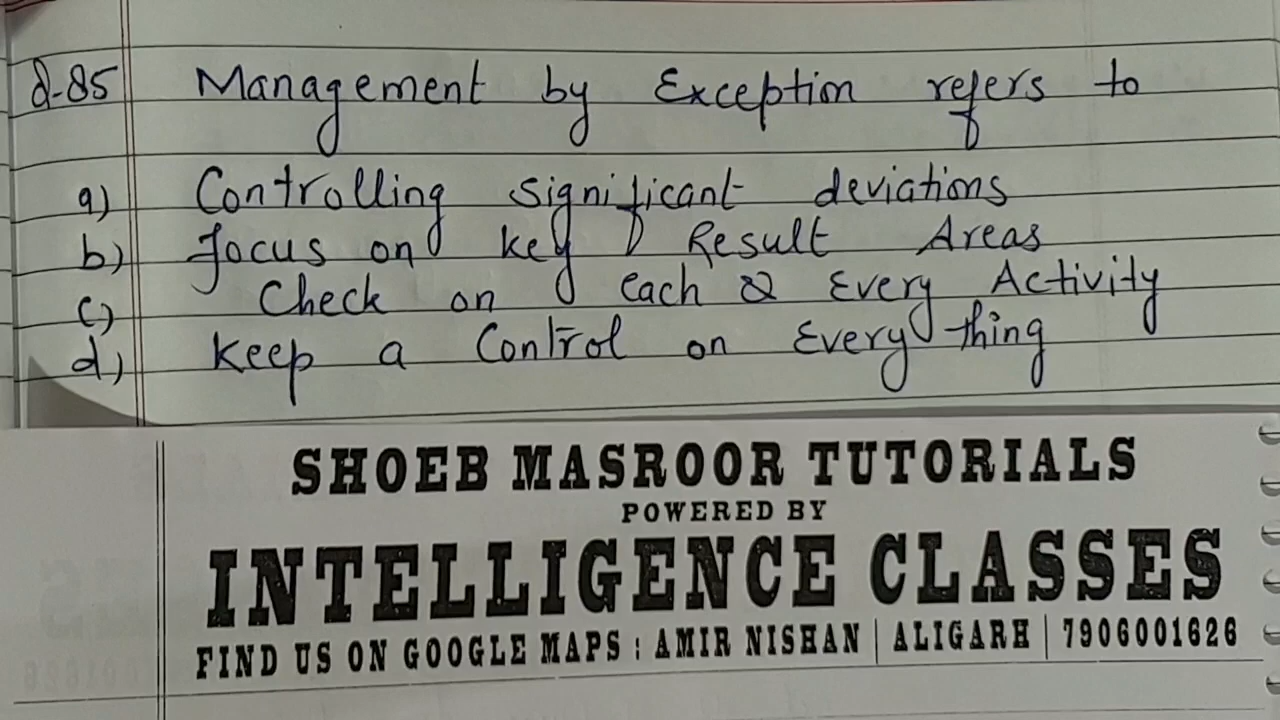 Q-85 Management by Exception refers to
a) Controlling significant deviations
b) focus on key Result Areas
c) Check on each & Every Activity
d) keep a Control on Every thing
SHOEB MASROOR TUTORIALS
POWERED BY
INTELLIGENCE CLASSES
FIND US ON GOOGLE MAPS : AMIR NISHAN | ALIGARH | 7906001626